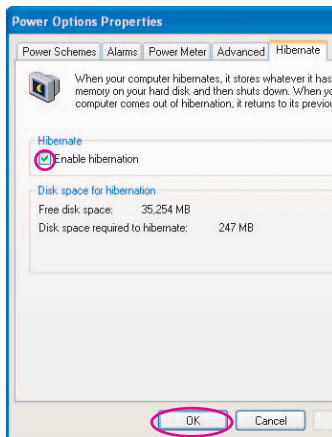 Power Options Properties
Power Schemes Alarms Power Meter Advanced Hibernate
When your computer hibernates, it stores whatever it has
memory on your hard disk and then shuts down. When yo
computer comes out of hibernation, it returns to its previou
Hibernate
Enable hibernation
Disk space for hibernation
Free disk space: 35,254 MB
Disk space required to hibernate: 247 MB
OK Cancel